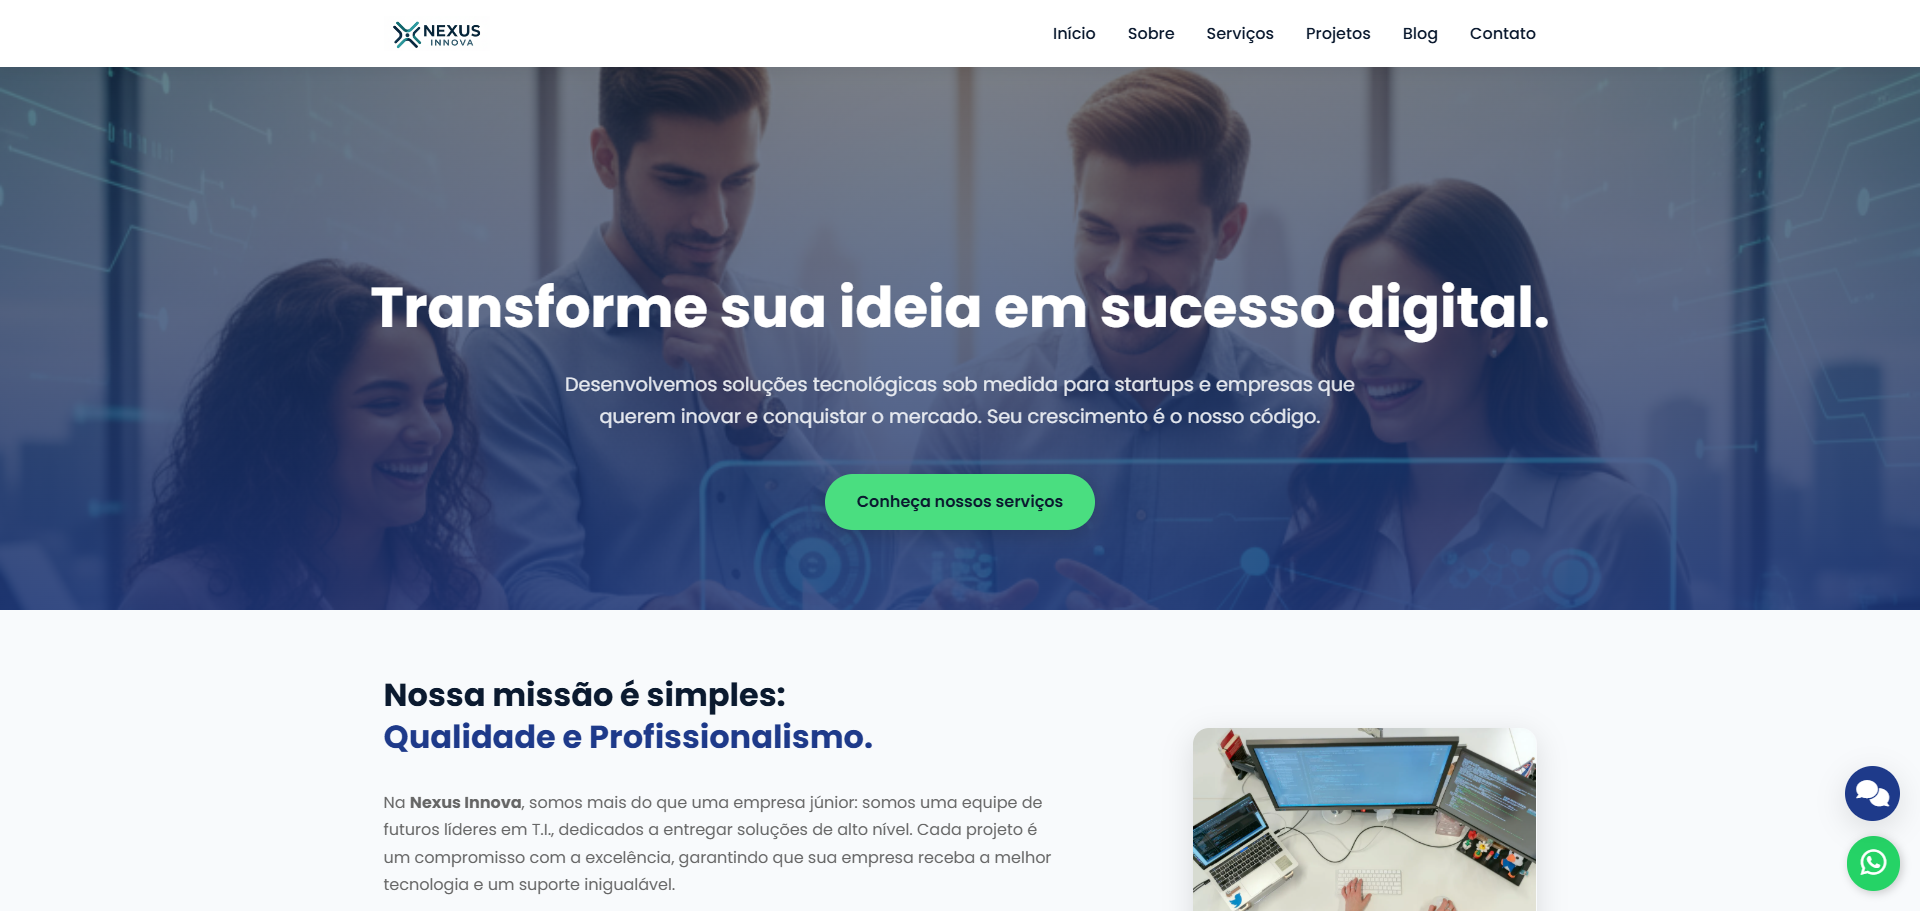 NEXUS
INNOVA
Início
Sobre
Serviços
Projetos
Blog
Contato
Transforme sua ideia em sucesso digital.
Desenvolvemos soluções tecnológicas sob medida para startups e empresas que
querem inovar e conquistar o mercado. Seu crescimento é o nosso código.
Conheça nossos serviços
Nossa missão é simples:
Qualidade e Profissionalismo.
Na Nexus Innova, somos mais do que uma empresa júnior: somos uma equipe de
futuros líderes em T.I., dedicados a entregar soluções de alto nível. Cada projeto é
um compromisso com a excelência, garantindo que sua empresa receba a melhor
tecnologia e um suporte inigualável.